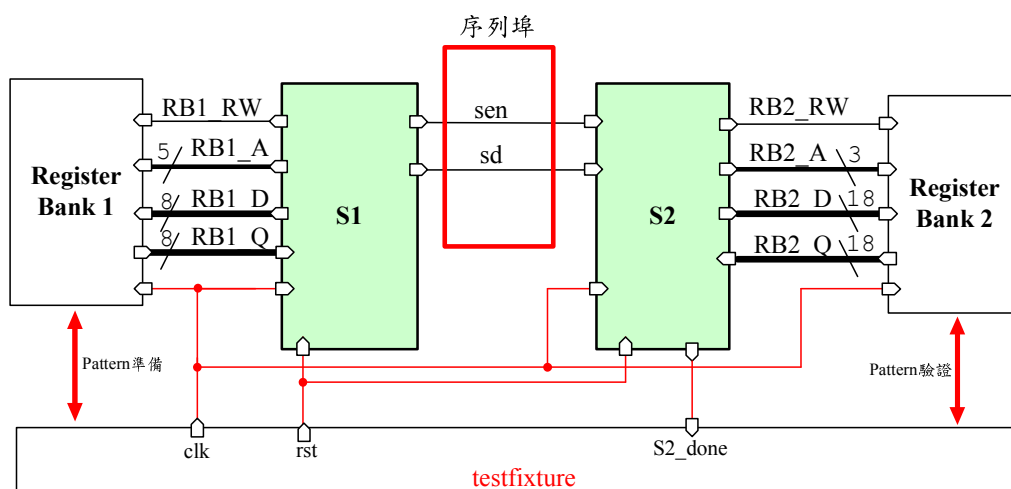 序列埠
Register
Bank 1
RB1_RW
5 RB1_A
8 RB1_D
8 RB1_Q
S1
sen
sd
S2
RB2_RW
RB2_A 3
RB2_D 18
RB2_Q 18
Register
Bank 2
Pattern準備
Pattern驗證
clk
rst
S2_done
testfixture